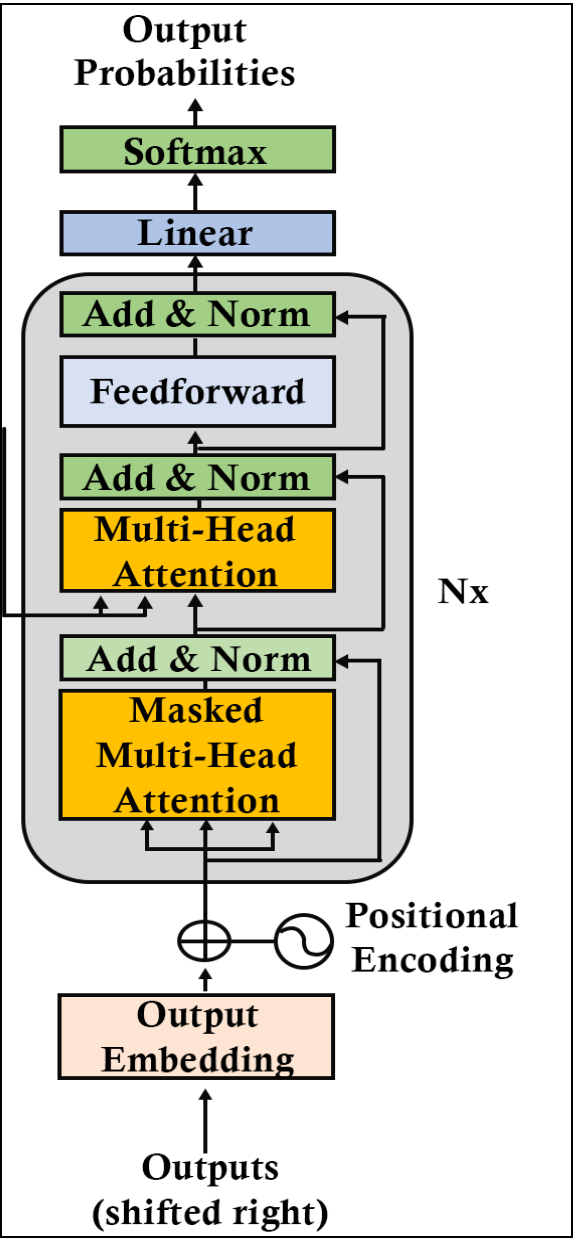 Output
Probabilities
Softmax
Linear
Add & Norm
Feedforward
Add & Norm
Multi-Head
Attention
Nx
Add & Norm
Masked
Multi-Head
Attention
Positional
Encoding
Output
Embedding
Outputs
(shifted right)